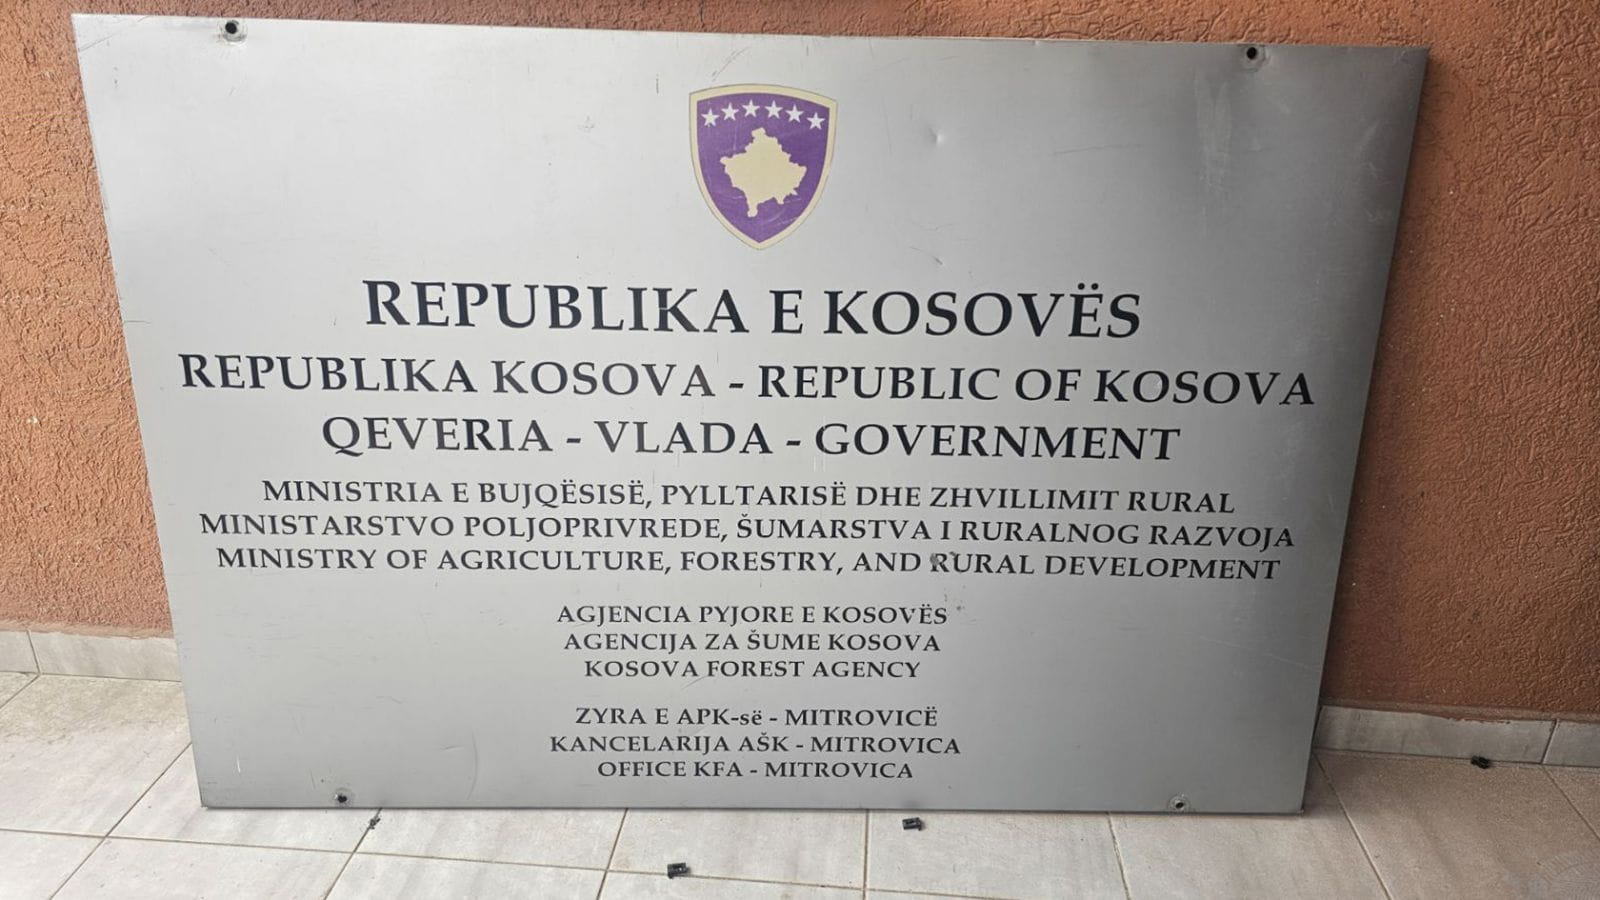 REPUBLIKA E KOSOVËS
REPUBLIKA KOSOVA - REPUBLIC OF KOSOVA
QEVERIA - VLADA - GOVERNMENT
MINISTRIA E BUJQËSISË, PYLLTARISË DHE ZHVILLIMIT RURAL
MINISTARSTVO POLJOPRIVREDE, ŠUMARSTVA I RURALNOG RAZVOJA
MINISTRY OF AGRICULTURE, FORESTRY, AND RURAL DEVELOPMENT
AGJENCIA PYJORE E KOSOVËS
AGENCIJA ZA ŠUME KOSOVA
KOSOVA FOREST AGENCY
ZYRA E APK-së - MITROVICË
KANCELARIJA AŠK - MITROVICA
OFFICE KFA - MITROVICA